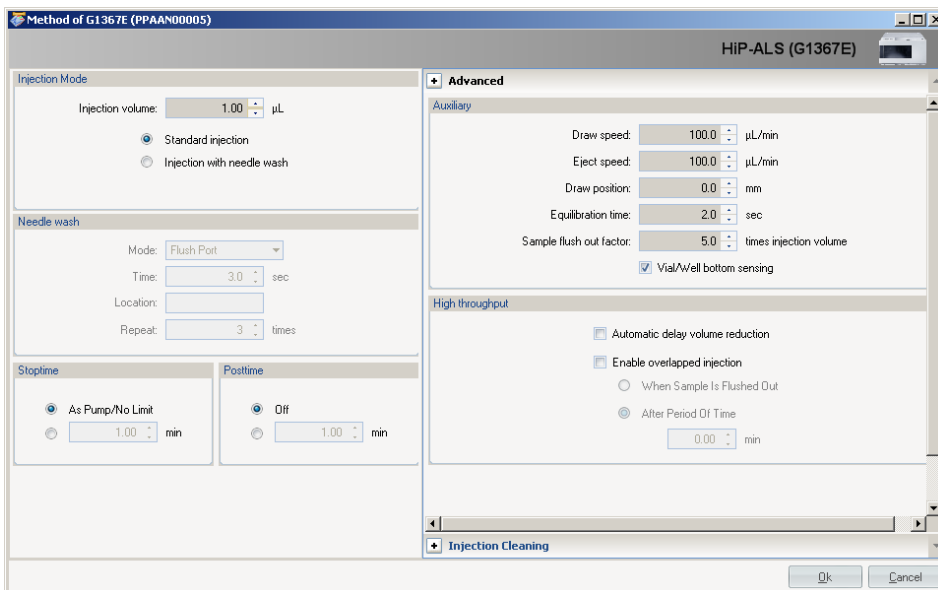 Method of G1367E (PPAAN00005)
HiP-ALS (G1367E)
Injection Mode
Injection volume: 1.00 µL
Standard injection
Injection with needle wash
Needle wash
Mode: Flush Port
Time: 3.0 sec
Location:
Repeat: 3 times
Stoptime
As Pump/No Limit
1.00 min
Posttime
Off
1.00 min
+ Advanced
Auxiliary
Draw speed: 100.0 µL/min
Eject speed: 100.0 µL/min
Draw position: 0.0 mm
Equilibration time: 2.0 sec
Sample flush out factor: 5.0 times injection volume
Vial/Well bottom sensing
High throughput
Automatic delay volume reduction
Enable overlapped injection
When Sample Is Flushed Out
After Period Of Time
0.00 min
+ Injection Cleaning
Ok Cancel